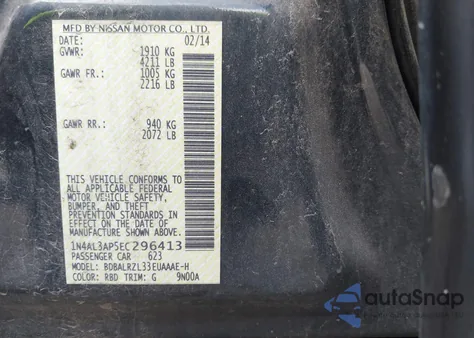 MFD BY NISSAN MOTOR CO., LTD.
DATE: 02/14
GVWR: 1910 KG
4211 LB
GAWR FR.: 1005 KG
2216 LB
GAWR RR.: 940 KG
2072 LB
THIS VEHICLE CONFORMS TO
ALL APPLICABLE FEDERAL
MOTOR VEHICLE SAFETY,
BUMPER, AND THEFT
PREVENTION STANDARDS IN
EFFECT ON THE DATE OF
MANUFACTURE SHOWN ABOVE.
1N4AL3AP5EC296413
PASSENGER CAR 623
MODEL: BDBALRZL33EUAAAE-H
COLOR: RBD TRIM: G 9N00A
autoSnap
www.autosnap.com